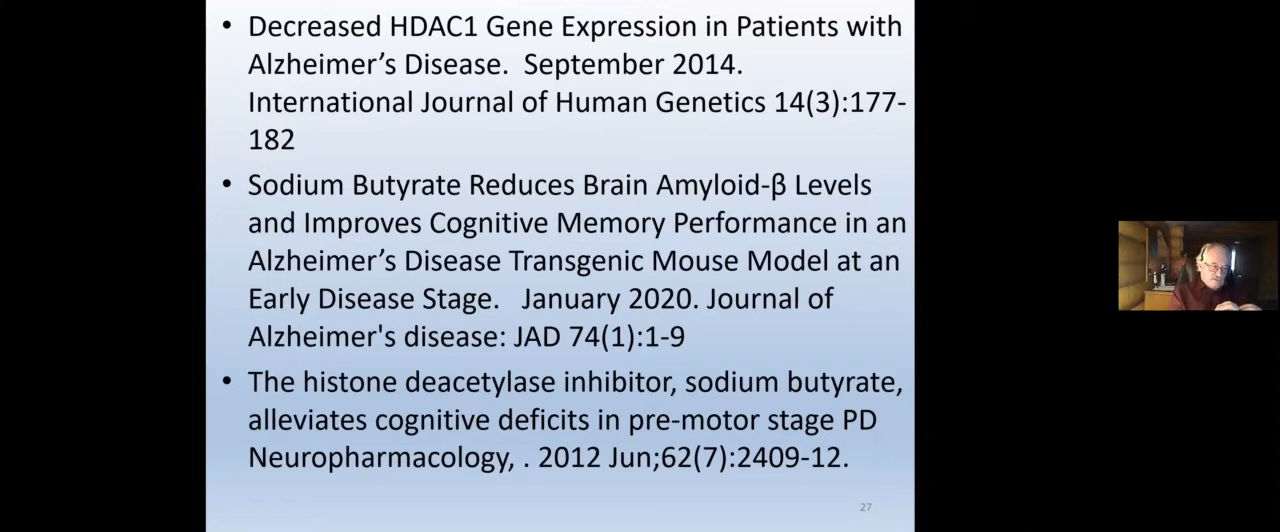 • Decreased HDAC1 Gene Expression in Patients with
Alzheimer’s Disease.  September 2014.
International Journal of Human Genetics 14(3):177-
182
• Sodium Butyrate Reduces Brain Amyloid-β Levels
and Improves Cognitive Memory Performance in an
Alzheimer’s Disease Transgenic Mouse Model at an
Early Disease Stage.   January 2020. Journal of
Alzheimer's disease: JAD 74(1):1-9
• The histone deacetylase inhibitor, sodium butyrate,
alleviates cognitive deficits in pre-motor stage PD
Neuropharmacology, . 2012 Jun;62(7):2409-12.
27